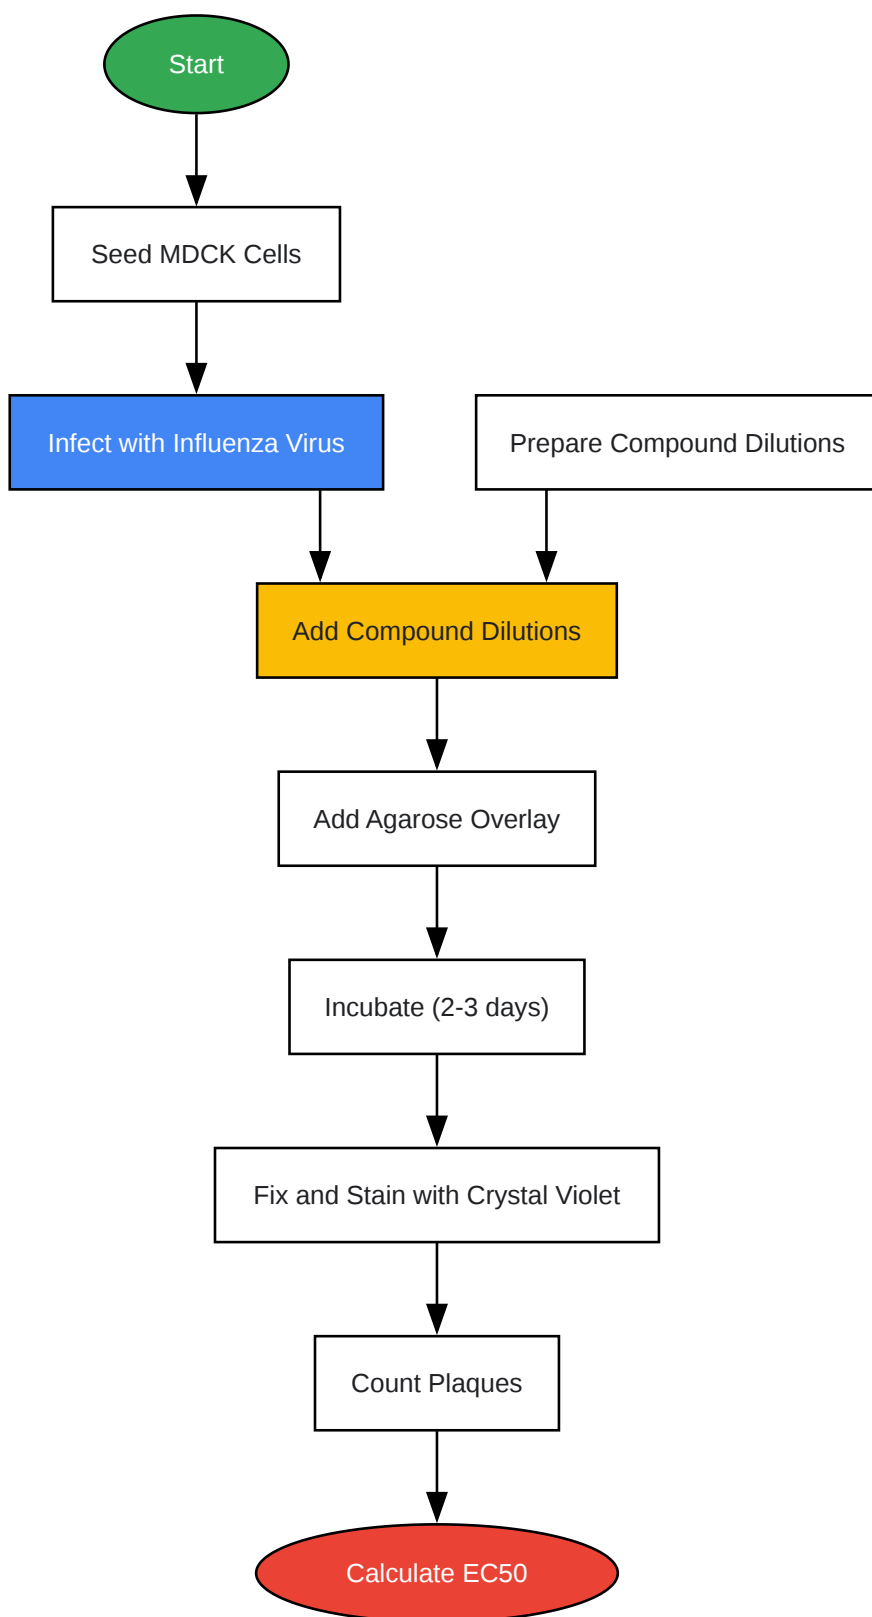 Start
Seed MDCK Cells
Infect with Influenza Virus
Prepare Compound Dilutions
Add Compound Dilutions
Add Agarose Overlay
Incubate (2-3 days)
Fix and Stain with Crystal Violet
Count Plaques
Calculate EC50